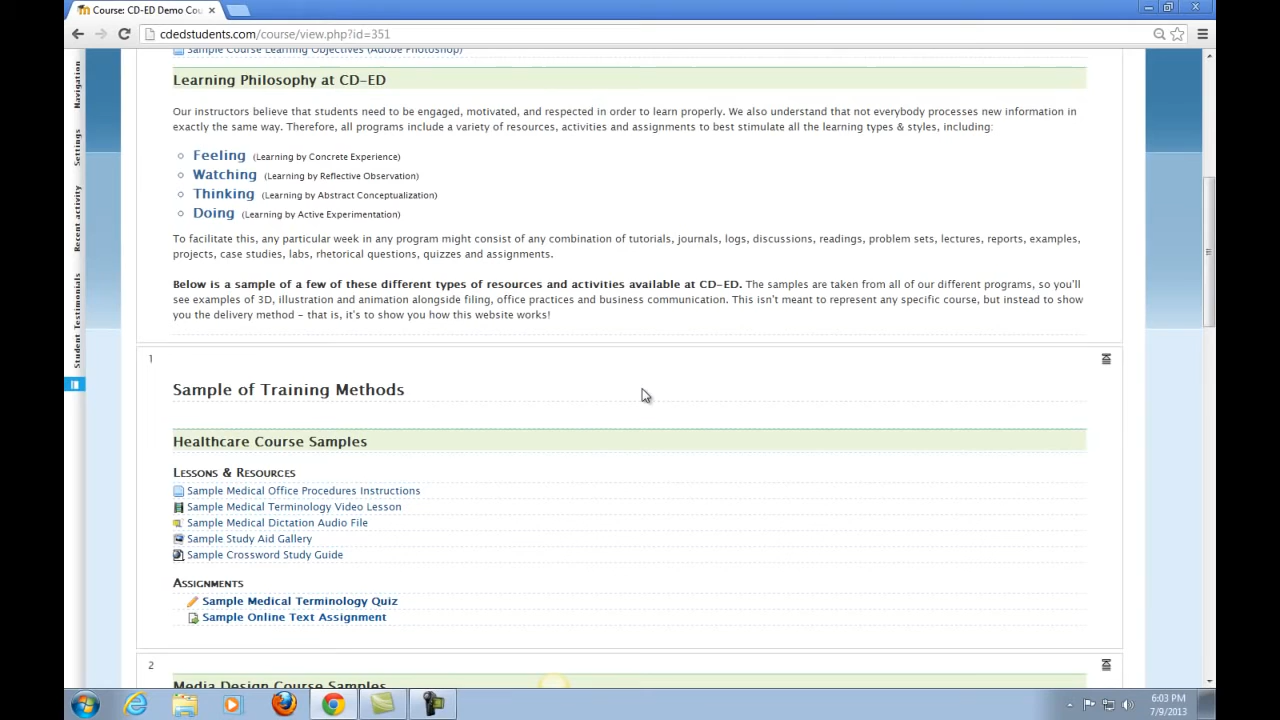 Course: CD-ED Demo Cou
cdedstudents.com/course/view.php?id=351
Navigation
Settings
Recent activity
Student Testimonials
Sample Course Learning Objectives (Adobe Photoshop)
Learning Philosophy at CD-ED
Our instructors believe that students need to be engaged, motivated, and respected in order to learn properly. We also understand that not everybody processes new information in
exactly the same way. Therefore, all programs include a variety of resources, activities and assignments to best stimulate all the learning types & styles, including:
Feeling (Learning by Concrete Experience)
Watching (Learning by Reflective Observation)
Thinking (Learning by Abstract Conceptualization)
Doing (Learning by Active Experimentation)
To facilitate this, any particular week in any program might consist of any combination of tutorials, journals, logs, discussions, readings, problem sets, lectures, reports, examples,
projects, case studies, labs, rhetorical questions, quizzes and assignments.
Below is a sample of a few of these different types of resources and activities available at CD-ED. The samples are taken from all of our different programs, so you'll
see examples of 3D, illustration and animation alongside filing, office practices and business communication. This isn't meant to represent any specific course, but instead to show
you the delivery method - that is, it's to show you how this website works!
1
Sample of Training Methods
Healthcare Course Samples
Lessons & Resources
Sample Medical Office Procedures Instructions
Sample Medical Terminology Video Lesson
Sample Medical Dictation Audio File
Sample Study Aid Gallery
Sample Crossword Study Guide
Assignments
Sample Medical Terminology Quiz
Sample Online Text Assignment
2
Media Design Course Samples
6:03 PM
7/9/2013